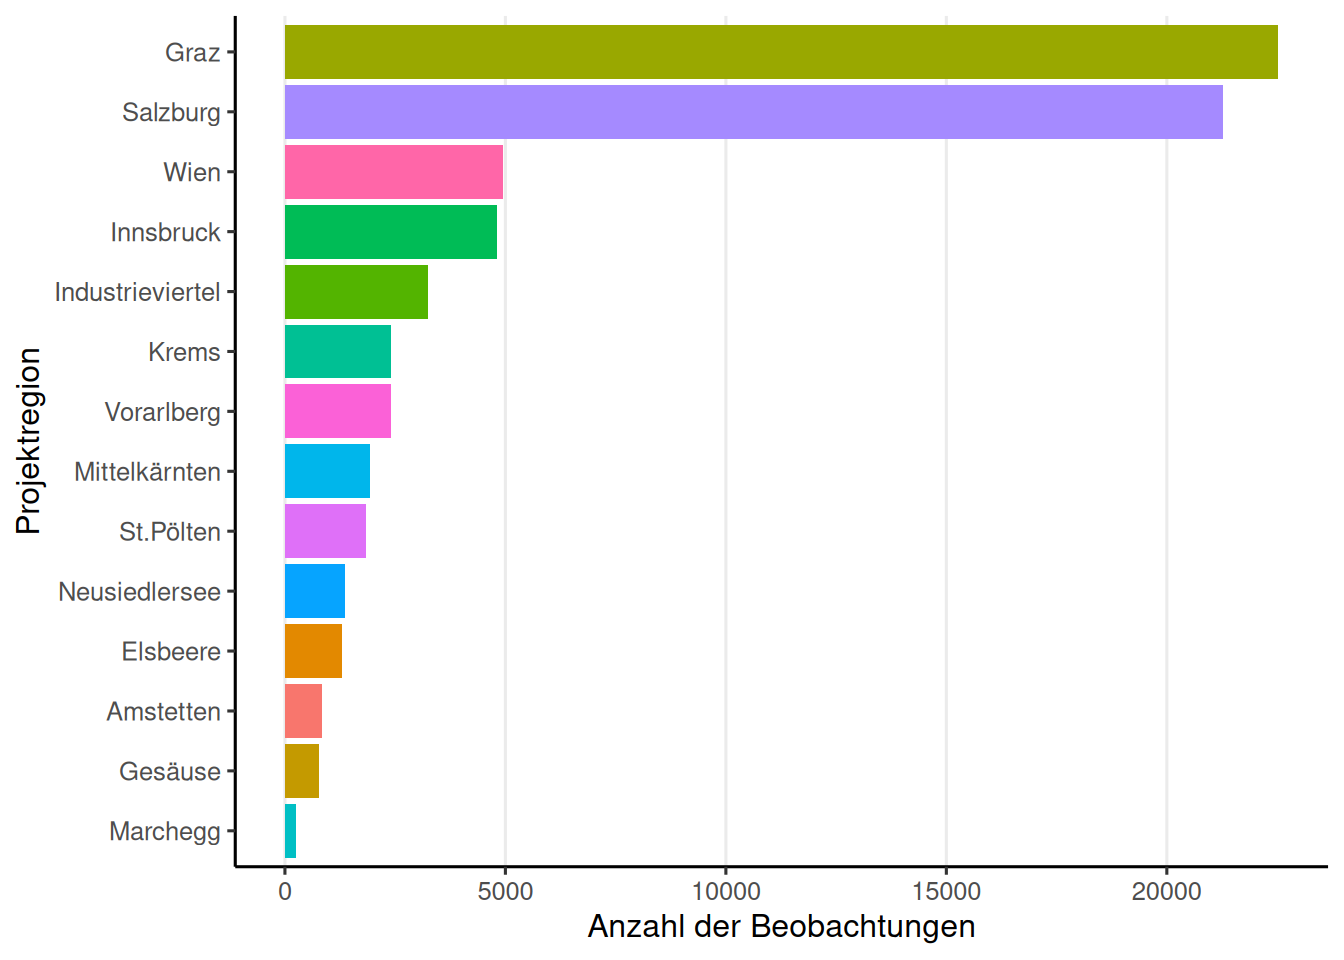 Projektregion
Graz
Salzburg
Wien
Innsbruck
Industrieviertel
Krems
Vorarlberg
Mittelkärnten
St.Pölten
Neusiedlersee
Elsbeere
Amstetten
Gesäuse
Marchegg
0 5000 10000 15000 20000
Anzahl der Beobachtungen